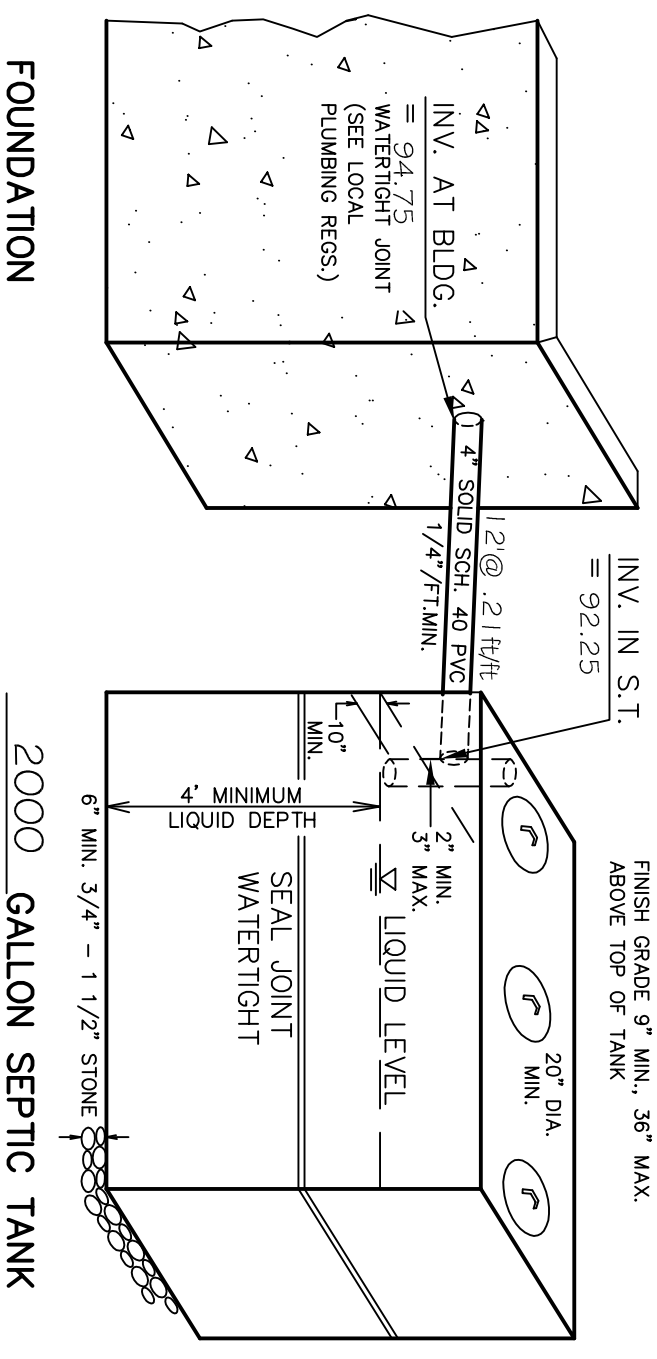 FINISH GRADE 9" MIN., 36" MAX.
ABOVE TOP OF TANK
INV. IN S.T.
= 92.25
20" DIA.
MIN.
INV. AT BLDG.
= 94.75
WATERTIGHT JOINT
(SEE LOCAL
PLUMBING REGS.)
12'@ .21ft/ft
4" SOLID SCH. 40 PVC
1/4"/FT.MIN.
2" MIN.
3" MAX.
LIQUID LEVEL
10"
MIN.
4' MINIMUM
LIQUID DEPTH
SEAL JOINT
WATERTIGHT
6" MIN. 3/4" - 1 1/2" STONE
FOUNDATION
2000 GALLON SEPTIC TANK